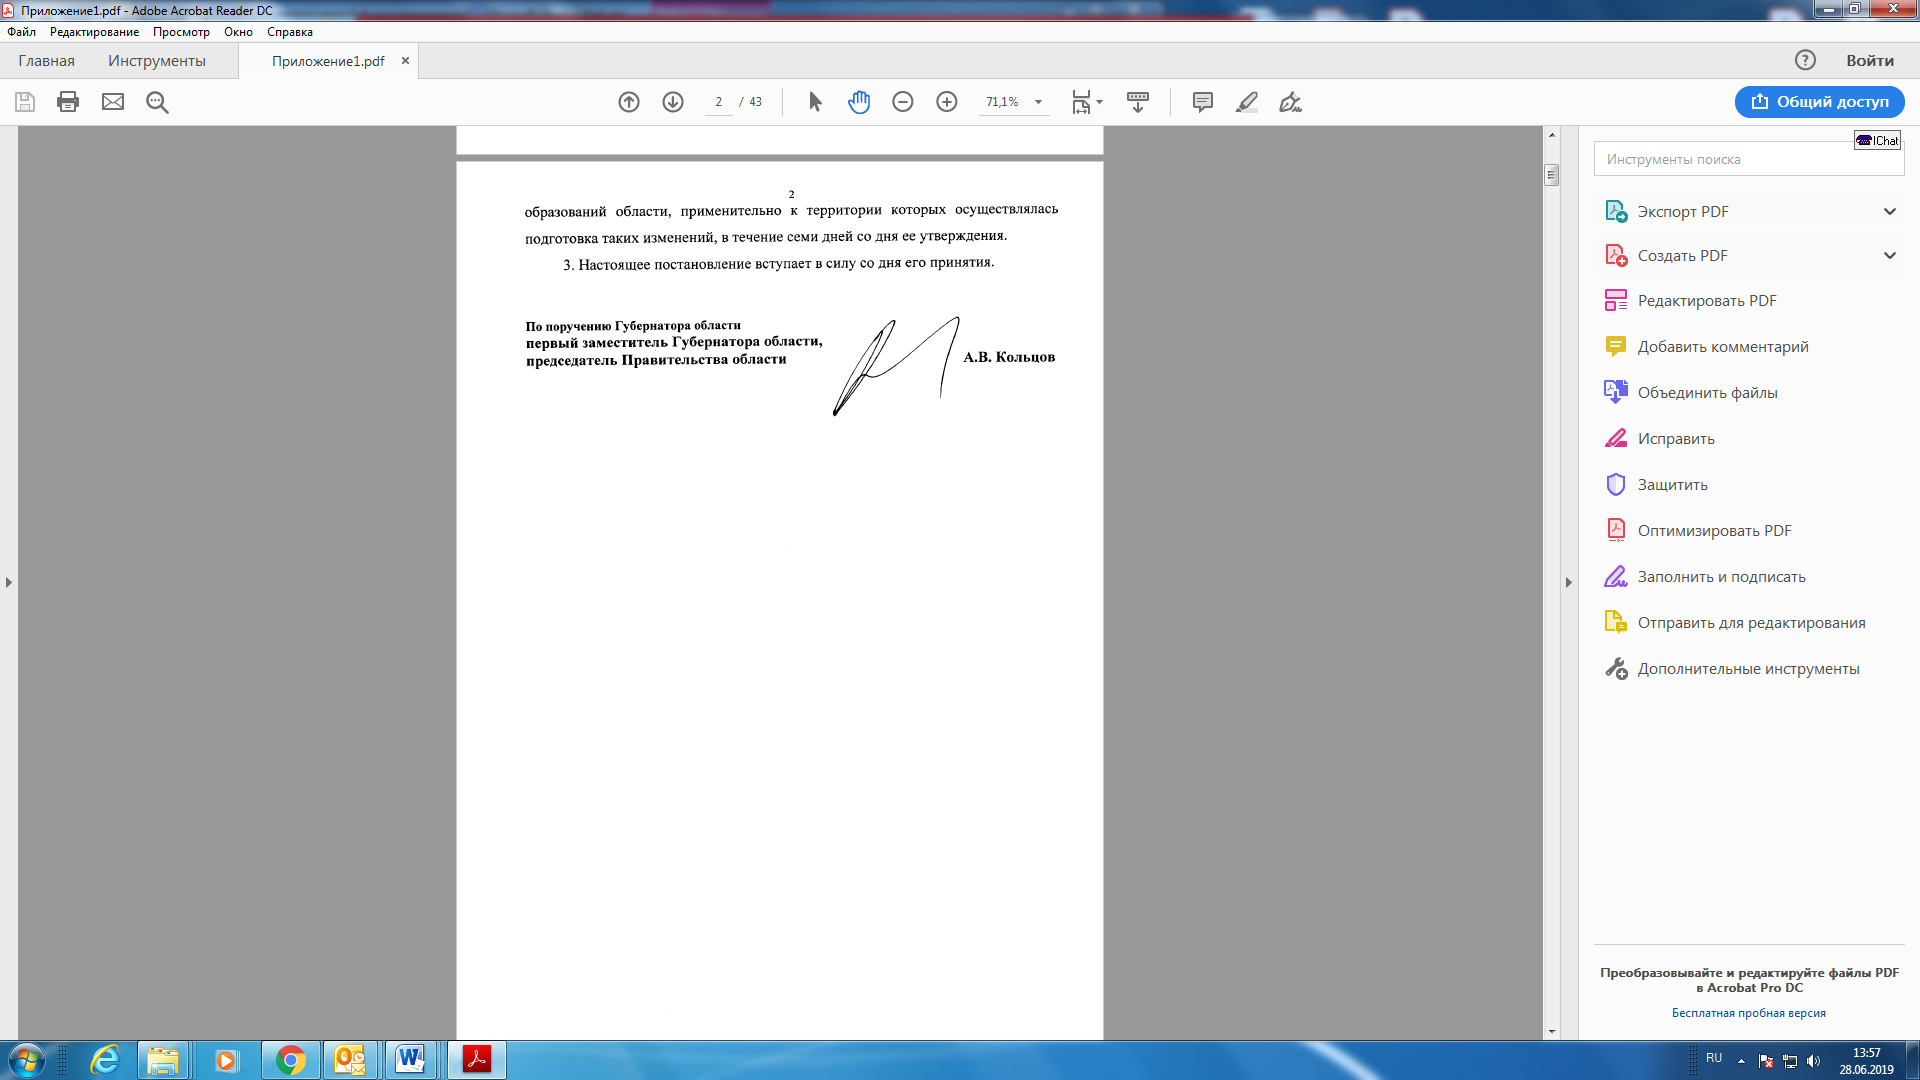 Приложение1.pdf - Adobe Acrobat Reader DC
Файл Редактирование Просмотр Окно Справка
Главная Инструменты Приложение1.pdf × ? Войти
2 / 43 71,1% Общий доступ
IChat
Инструменты поиска
2
образований области, применительно к территории которых осуществлялась
подготовка таких изменений, в течение семи дней со дня ее утверждения.
3. Настоящее постановление вступает в силу со дня его принятия.
По поручению Губернатора области
первый заместитель Губернатора области,
председатель Правительства области
А.В. Кольцов
Экспорт PDF
Создать PDF
Редактировать PDF
Добавить комментарий
Объединить файлы
Исправить
Защитить
Оптимизировать PDF
Заполнить и подписать
Отправить для редактирования
Дополнительные инструменты
Преобразовывайте и редактируйте файлы PDF
в Acrobat Pro DC
Бесплатная пробная версия
RU
13:57
28.06.2019